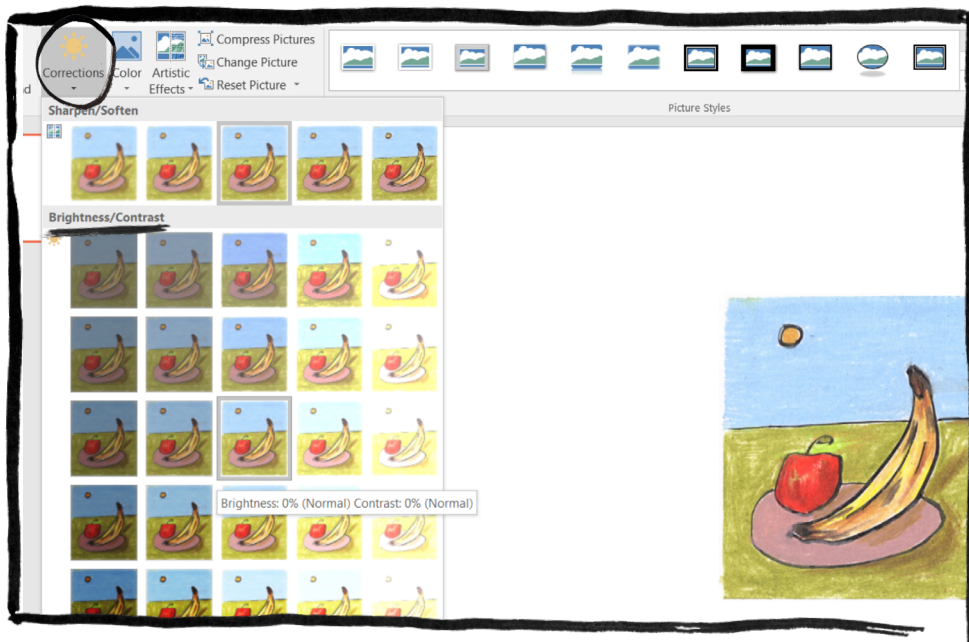 Corrections
Color
Artistic
Effects
Compress Pictures
Change Picture
Reset Picture
d
Picture Styles
Sharpen/Soften
Brightness/Contrast
Brightness: 0% (Normal) Contrast: 0% (Normal)